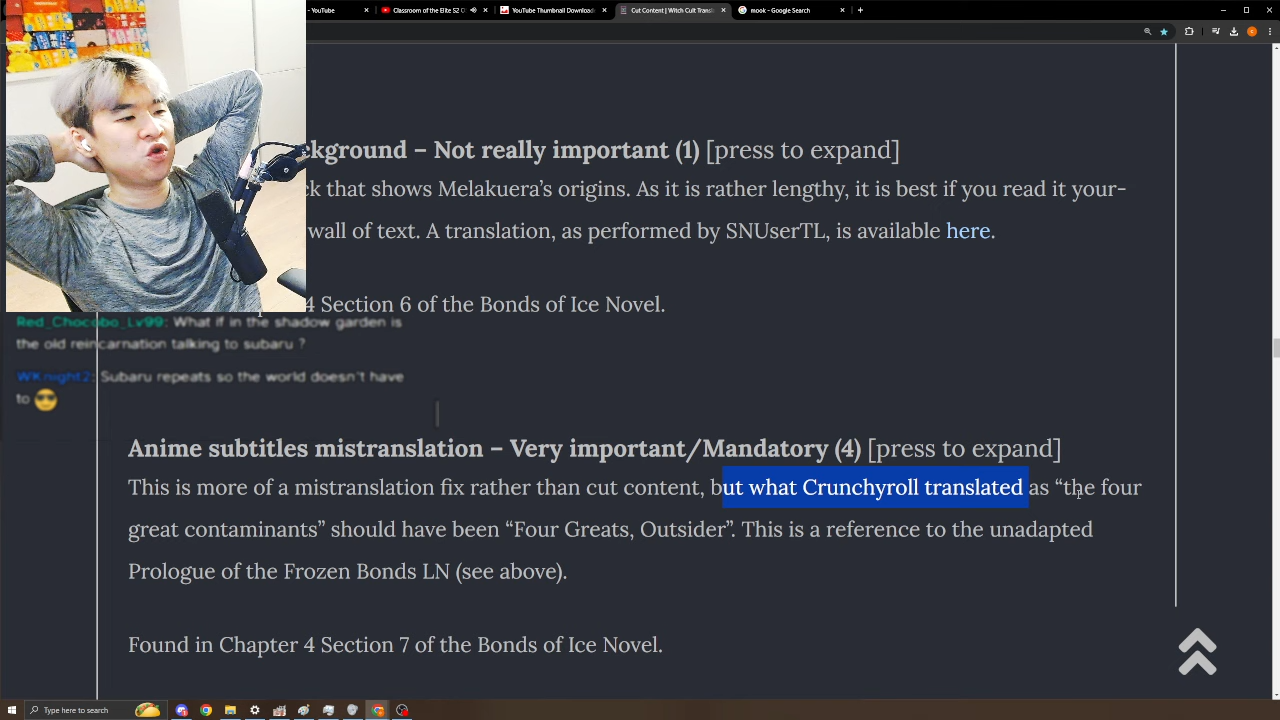 - YouTube
Classroom of the Elite S2 C
YouTube Thumbnail Download
Cut Content | Witch Cult Trans
mook - Google Search
ckground – Not really important (1) [press to expand]
ck that shows Melakuera’s origins. As it is rather lengthy, it is best if you read it your-
wall of text. A translation, as performed by SNUserTL, is available here.
4 Section 6 of the Bonds of Ice Novel.
Red_Chocobo_Lv99: What if in the shadow garden is
the old reincarnation talking to subaru ?
WKnight2: Subaru repeats so the world doesn't have
to 😎
Anime subtitles mistranslation – Very important/Mandatory (4) [press to expand]
This is more of a mistranslation fix rather than cut content, but what Crunchyroll translated as “the four
great contaminants” should have been “Four Greats, Outsider”. This is a reference to the unadapted
Prologue of the Frozen Bonds LN (see above).
Found in Chapter 4 Section 7 of the Bonds of Ice Novel.
Type here to search